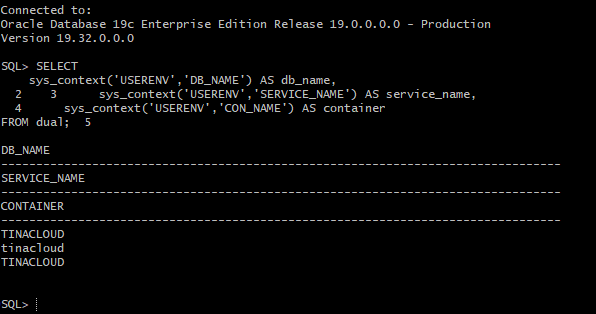 Connected to:
Oracle Database 19c Enterprise Edition Release 19.0.0.0.0 - Production
Version 19.32.0.0.0
SQL> SELECT
    sys_context('USERENV','DB_NAME') AS db_name,
  2    3      sys_context('USERENV','SERVICE_NAME') AS service_name,
  4      sys_context('USERENV','CON_NAME') AS container
FROM dual;  5
DB_NAME
--------------------------------------------------------------------------------
SERVICE_NAME
--------------------------------------------------------------------------------
CONTAINER
--------------------------------------------------------------------------------
TINACLOUD
tinacloud
TINACLOUD
SQL>